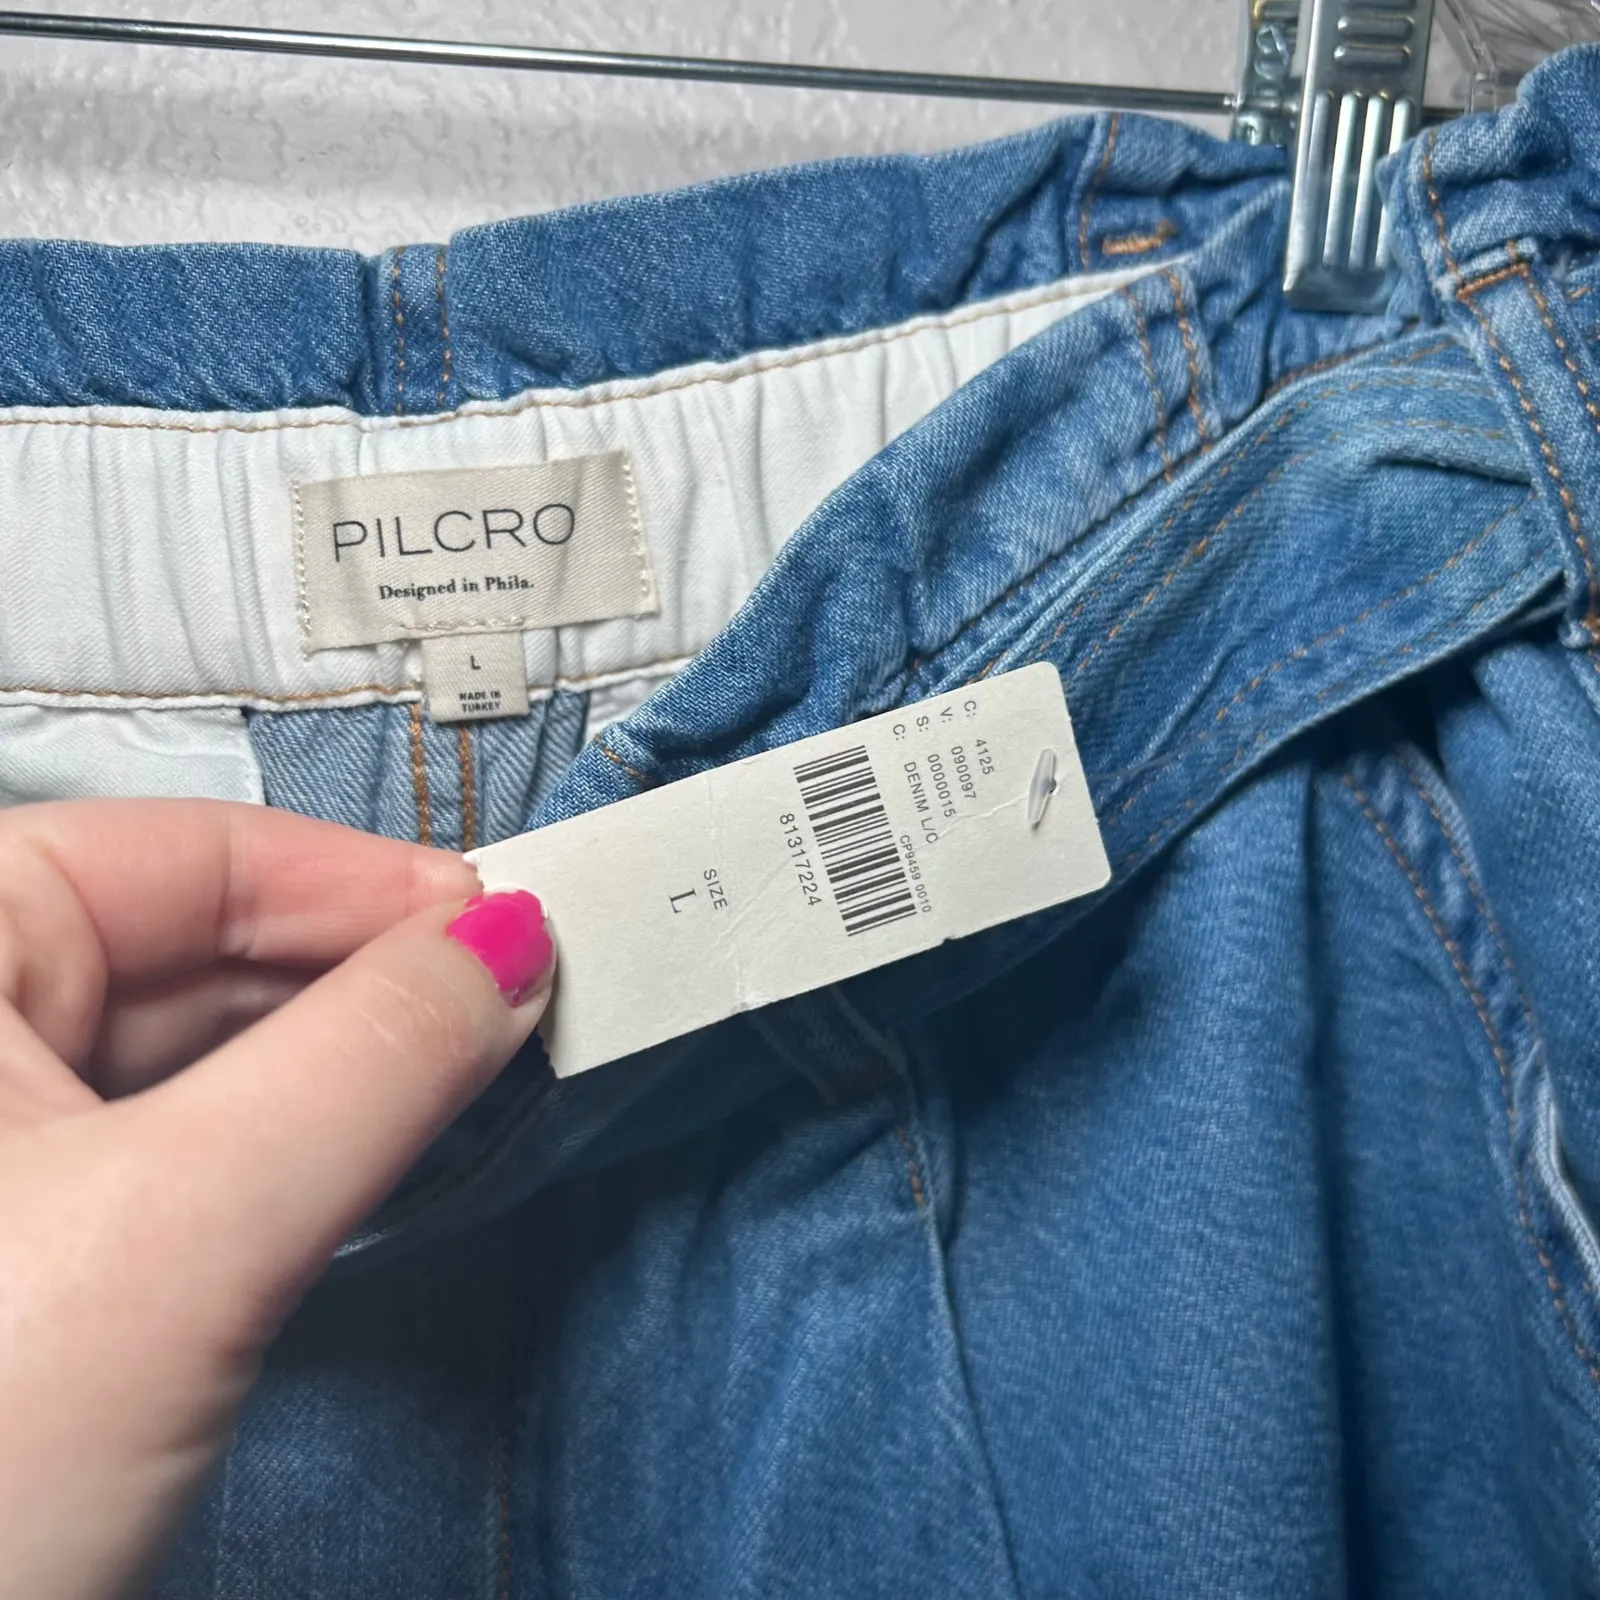 PILCRO
Designed in Phila.
L
MADE IN
TURKEY
C: 4125
V: 090097
S: 0000015
C: DENIM L/C
CP9459 0010
81317224
SIZE
L